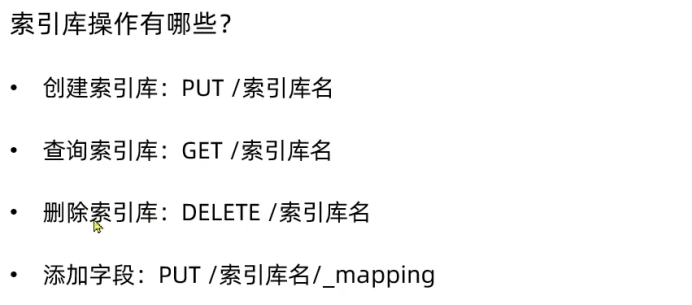 索引库操作有哪些？
• 创建索引库：PUT /索引库名
• 查询索引库：GET /索引库名
• 删除索引库：DELETE /索引库名
• 添加字段：PUT /索引库名/_mapping